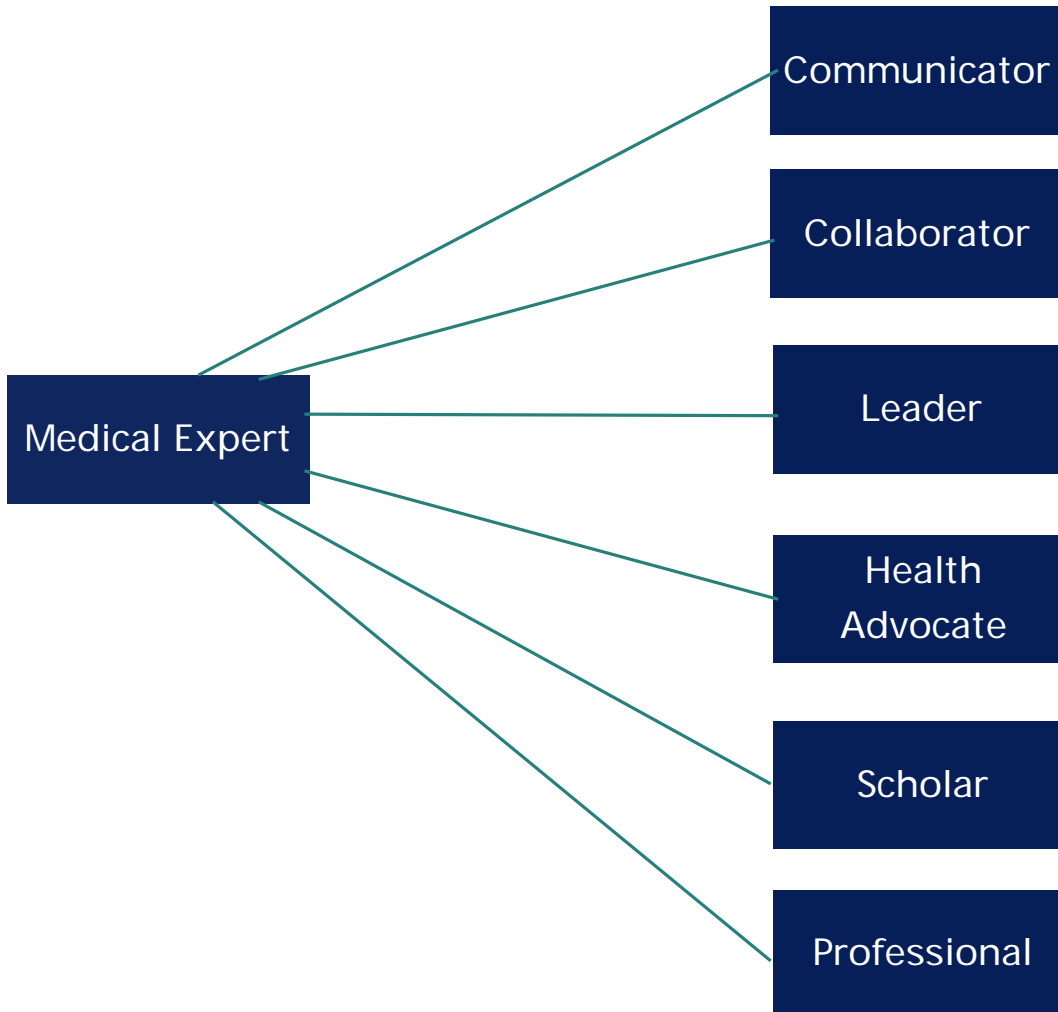 Communicator
Collaborator
Medical Expert
Leader
Health
Advocate
Scholar
Professional